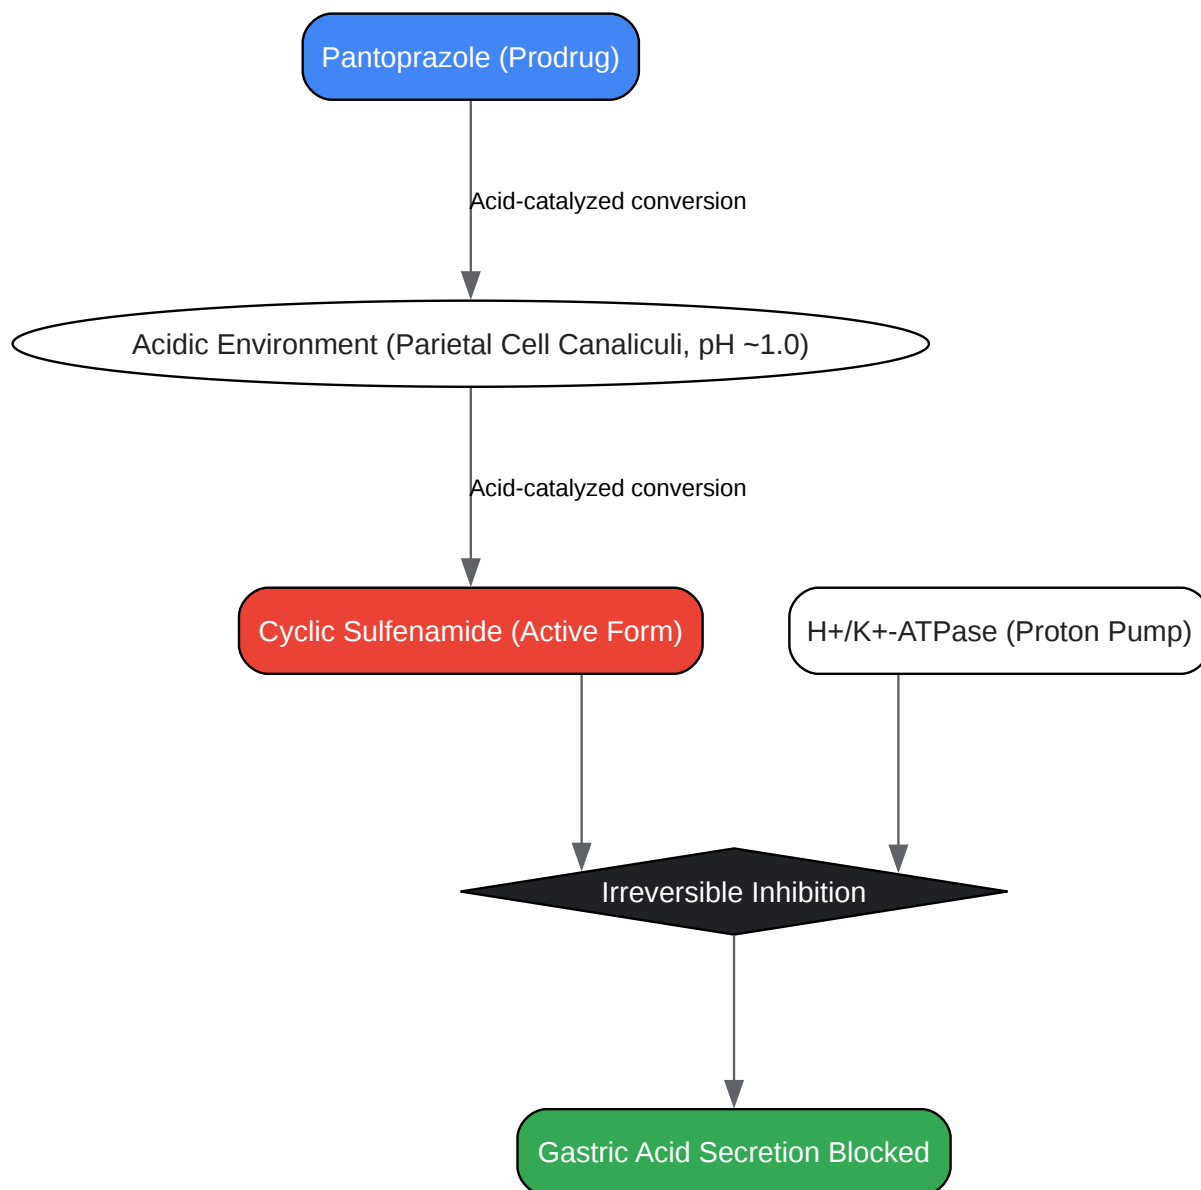 Pantoprazole (Prodrug)
Acid-catalyzed conversion
Acidic Environment (Parietal Cell Canaliculi, pH ~1.0)
Acid-catalyzed conversion
Cyclic Sulfenamide (Active Form)
H+/K+-ATPase (Proton Pump)
Irreversible Inhibition
Gastric Acid Secretion Blocked